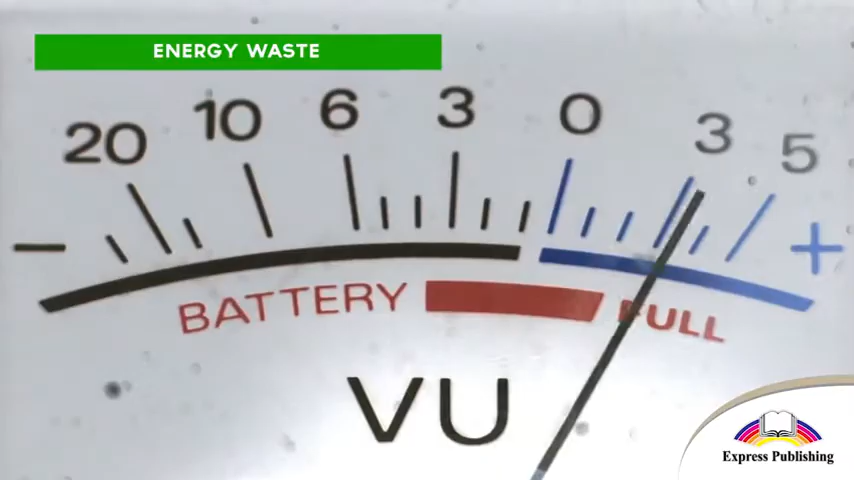 ENERGY WASTE
20 10 6 3 0 3 5
− +
BATTERY FULL
VU
Express Publishing